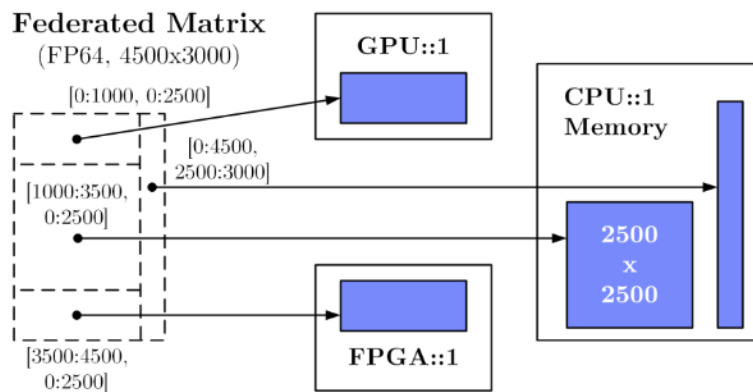 Federated Matrix
(FP64, 4500x3000)
[0:1000, 0:2500]
GPU::1
CPU::1
Memory
[0:4500,
2500:3000]
[1000:3500,
0:2500]
2500
x
2500
FPGA::1
[3500:4500,
0:2500]